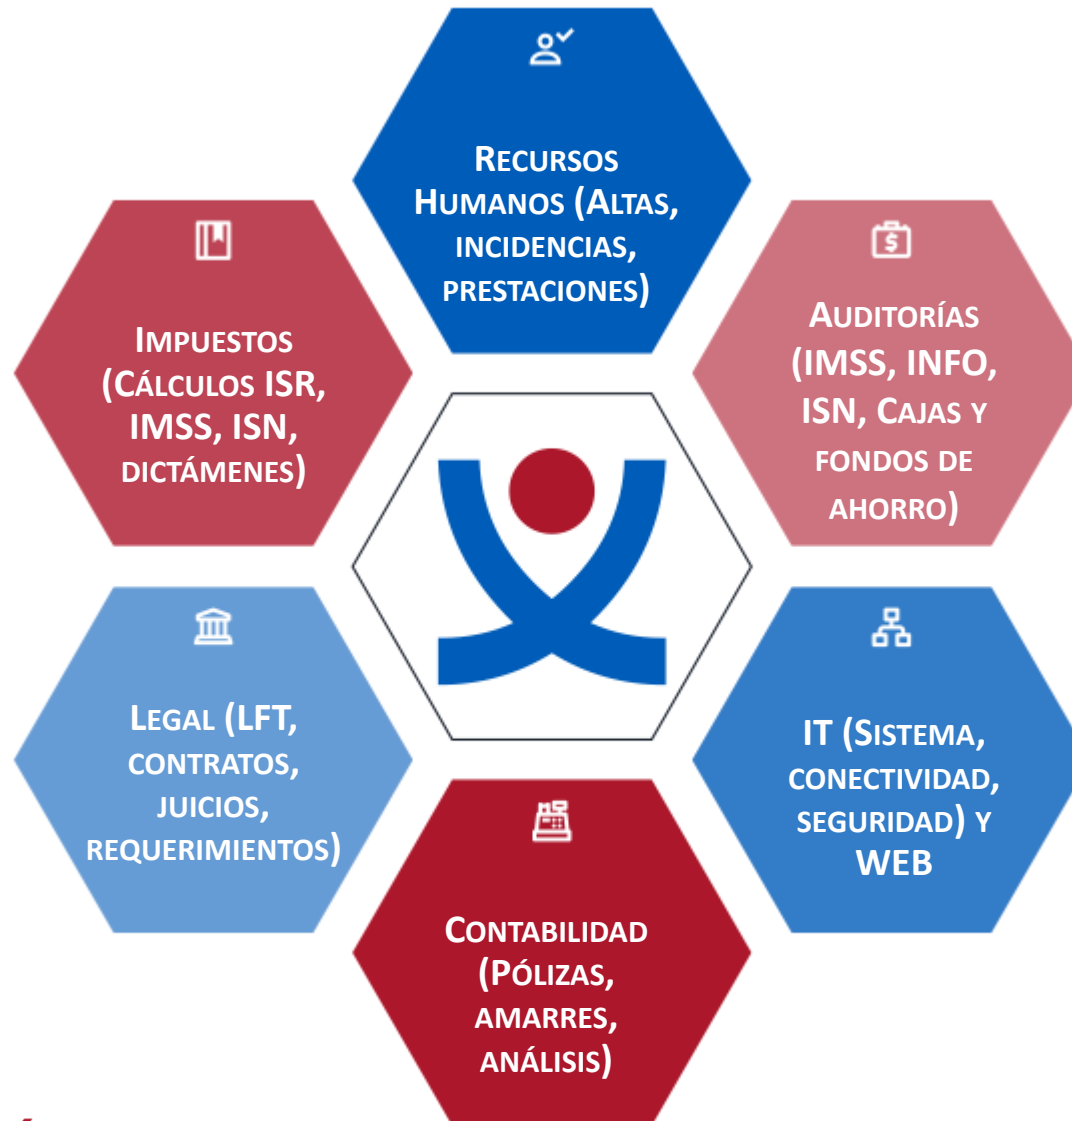 Recursos
Humanos (Altas,
incidencias,
prestaciones)
Impuestos
(Cálculos ISR,
IMSS, ISN,
dictámenes)
Auditorías
(IMSS, INFO,
ISN, Cajas y
fondos de
ahorro)
Legal (LFT,
contratos,
juicios,
requerimientos)
IT (Sistema,
conectividad,
seguridad) y
WEB
Contabilidad
(Pólizas,
amarres,
análisis)